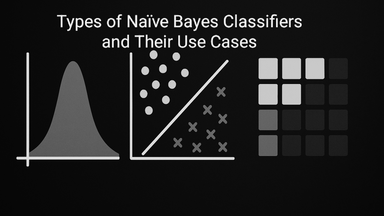 Types of Naïve Bayes Classifiers
and Their Use Cases